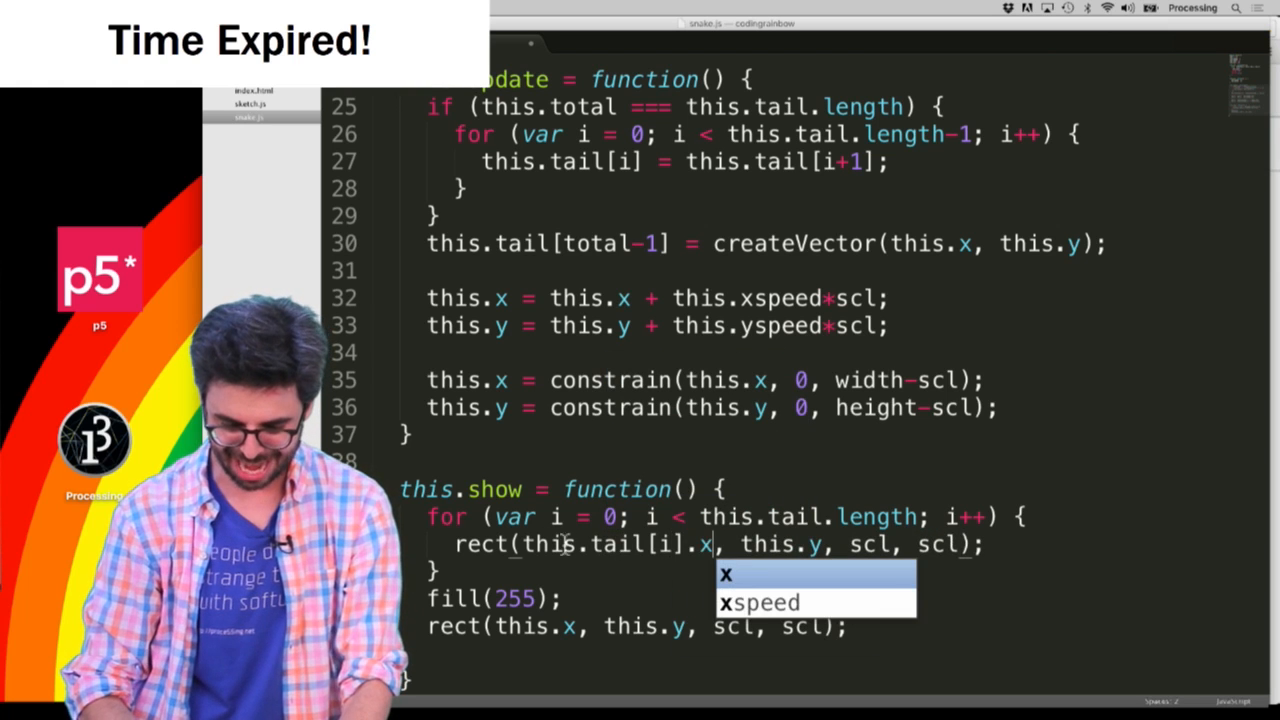 Time Expired!
Processing
snake.js — codingrainbow
index.html
sketch.js
snake.js
pdate = function() {
25 if (this.total === this.tail.length) {
26 for (var i = 0; i < this.tail.length-1; i++) {
27 this.tail[i] = this.tail[i+1];
28 }
29 }
30 this.tail[total-1] = createVector(this.x, this.y);
31
32 this.x = this.x + this.xspeed*scl;
33 this.y = this.y + this.yspeed*scl;
34
35 this.x = constrain(this.x, 0, width-scl);
36 this.y = constrain(this.y, 0, height-scl);
37 }
38
this.show = function() {
for (var i = 0; i < this.tail.length; i++) {
rect(this.tail[i].x, this.y, scl, scl);
}
x
xspeed
fill(255);
rect(this.x, this.y, scl, scl);
}
p5*
p5
Processing
people d
strange t
with softw
Spaces: 2
JavaScript